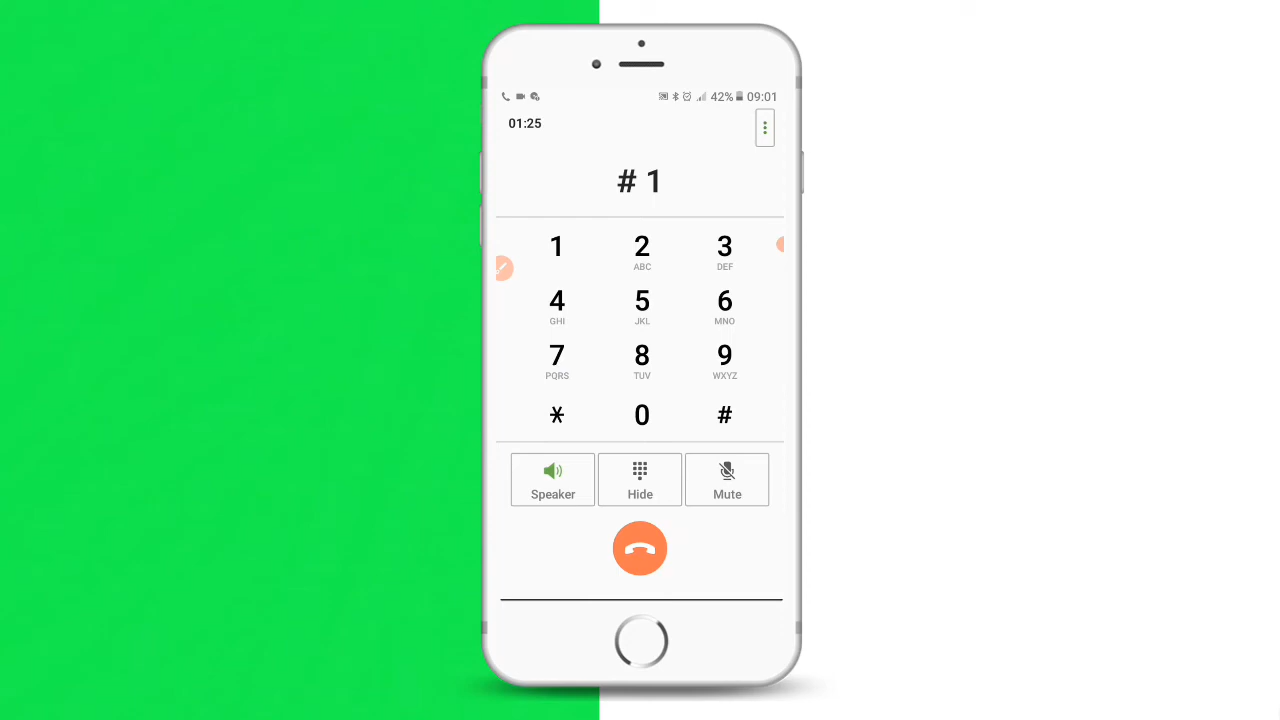 42% 09:01
01:25
# 1
1 2 3
ABC DEF
4 5 6
GHI JKL MNO
7 8 9
PQRS TUV WXYZ
* 0 #
Speaker Hide Mute